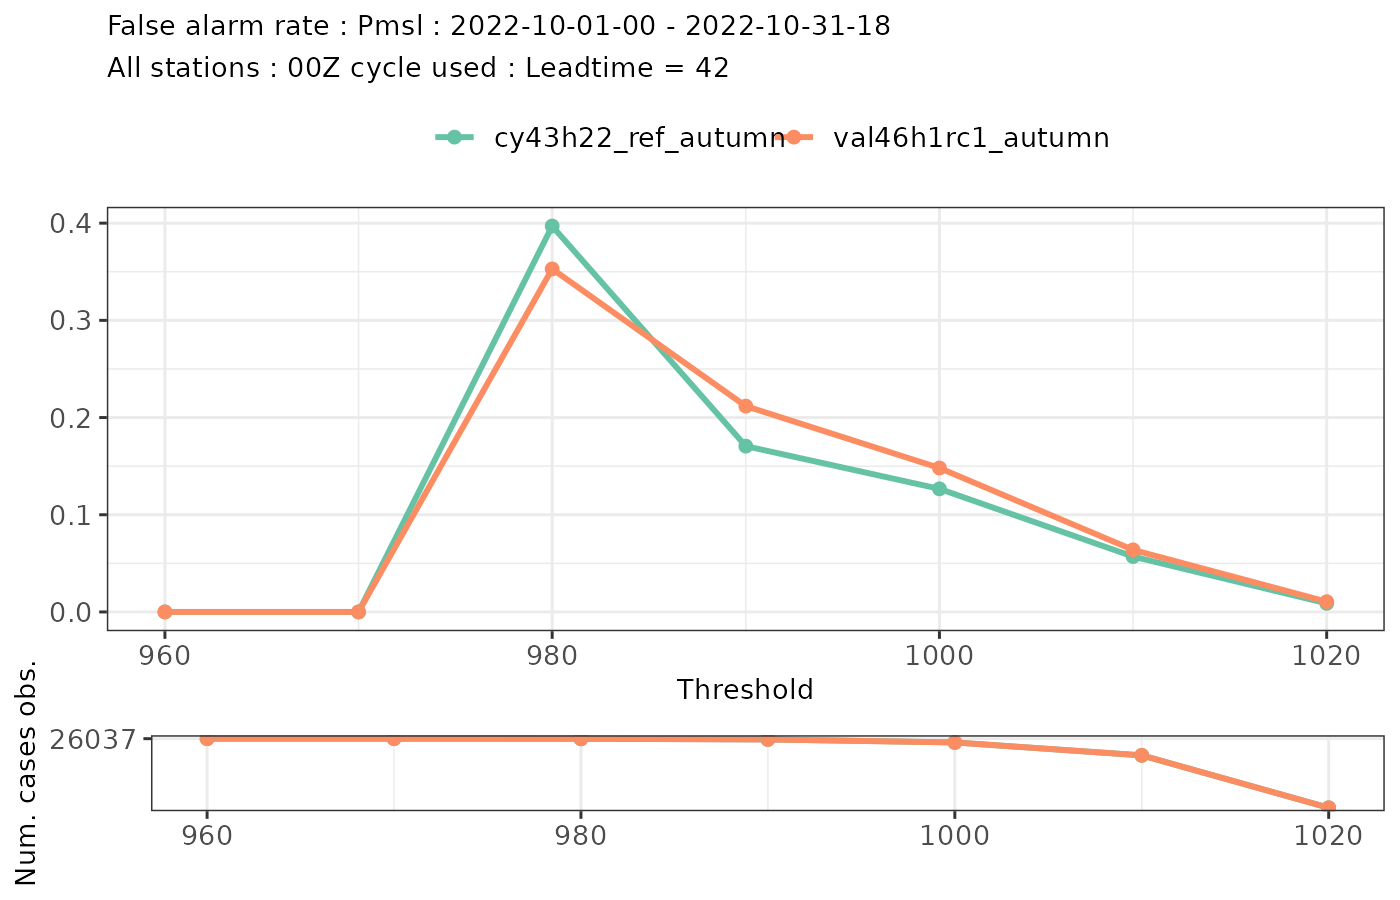 False alarm rate : Pmsl : 2022-10-01-00 - 2022-10-31-18
All stations : 00Z cycle used : Leadtime = 42
cy43h22_ref_autumn val46h1rc1_autumn
0.4
0.3
0.2
0.1
0.0
960 980 1000 1020
Threshold
Num. cases obs.
26037
960 980 1000 1020